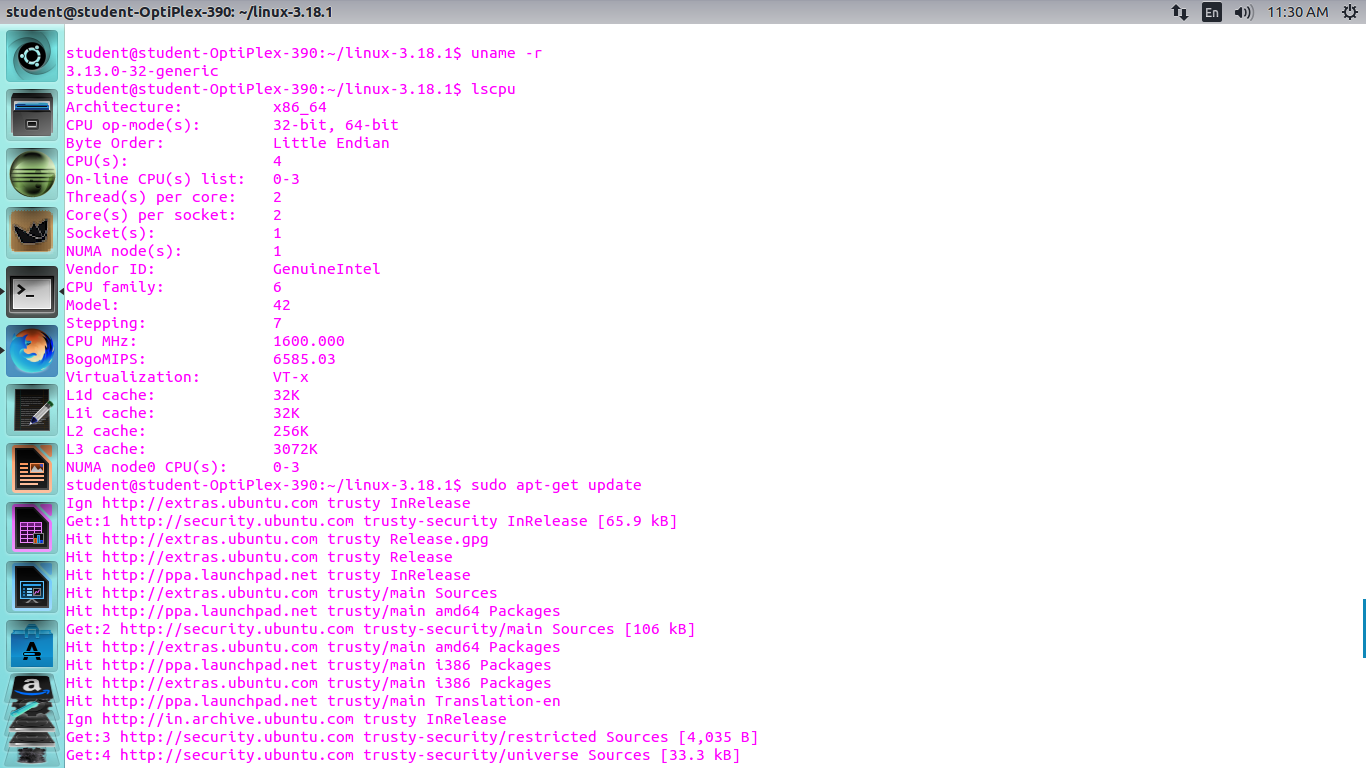 student@student-OptiPlex-390: ~/linux-3.18.1
En
11:30 AM
student@student-OptiPlex-390:~/linux-3.18.1$ uname -r
3.13.0-32-generic
student@student-OptiPlex-390:~/linux-3.18.1$ lscpu
Architecture:          x86_64
CPU op-mode(s):        32-bit, 64-bit
Byte Order:            Little Endian
CPU(s):                4
On-line CPU(s) list:   0-3
Thread(s) per core:    2
Core(s) per socket:    2
Socket(s):             1
NUMA node(s):          1
Vendor ID:             GenuineIntel
CPU family:            6
Model:                 42
Stepping:              7
CPU MHz:               1600.000
BogoMIPS:              6585.03
Virtualization:        VT-x
L1d cache:             32K
L1i cache:             32K
L2 cache:              256K
L3 cache:              3072K
NUMA node0 CPU(s):     0-3
student@student-OptiPlex-390:~/linux-3.18.1$ sudo apt-get update
Ign http://extras.ubuntu.com trusty InRelease
Get:1 http://security.ubuntu.com trusty-security InRelease [65.9 kB]
Hit http://extras.ubuntu.com trusty Release.gpg
Hit http://extras.ubuntu.com trusty Release
Hit http://ppa.launchpad.net trusty InRelease
Hit http://extras.ubuntu.com trusty/main Sources
Hit http://ppa.launchpad.net trusty/main amd64 Packages
Get:2 http://security.ubuntu.com trusty-security/main Sources [106 kB]
Hit http://extras.ubuntu.com trusty/main amd64 Packages
Hit http://ppa.launchpad.net trusty/main i386 Packages
Hit http://extras.ubuntu.com trusty/main i386 Packages
Hit http://ppa.launchpad.net trusty/main Translation-en
Ign http://in.archive.ubuntu.com trusty InRelease
Get:3 http://security.ubuntu.com trusty-security/restricted Sources [4,035 B]
Get:4 http://security.ubuntu.com trusty-security/universe Sources [33.3 kB]